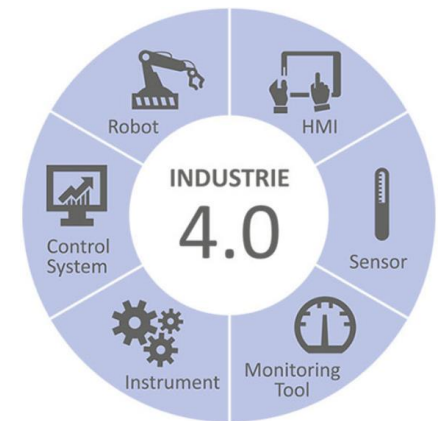 Robot
HMI
INDUSTRIE
4.0
Control
System
Sensor
Instrument
Monitoring
Tool